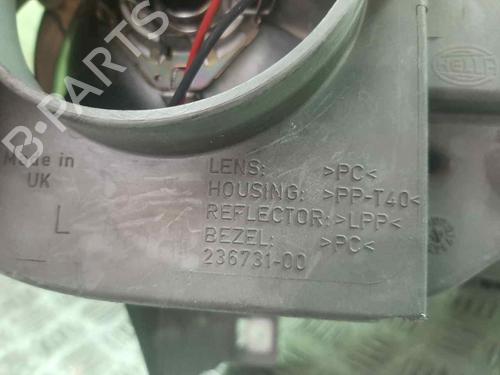 B-PARTS
HELLA
Made in
UK
L
LENS: >PC<
HOUSING: >PP-T40<
REFLECTOR: >LPP<
BEZEL: >PC<
236731-00